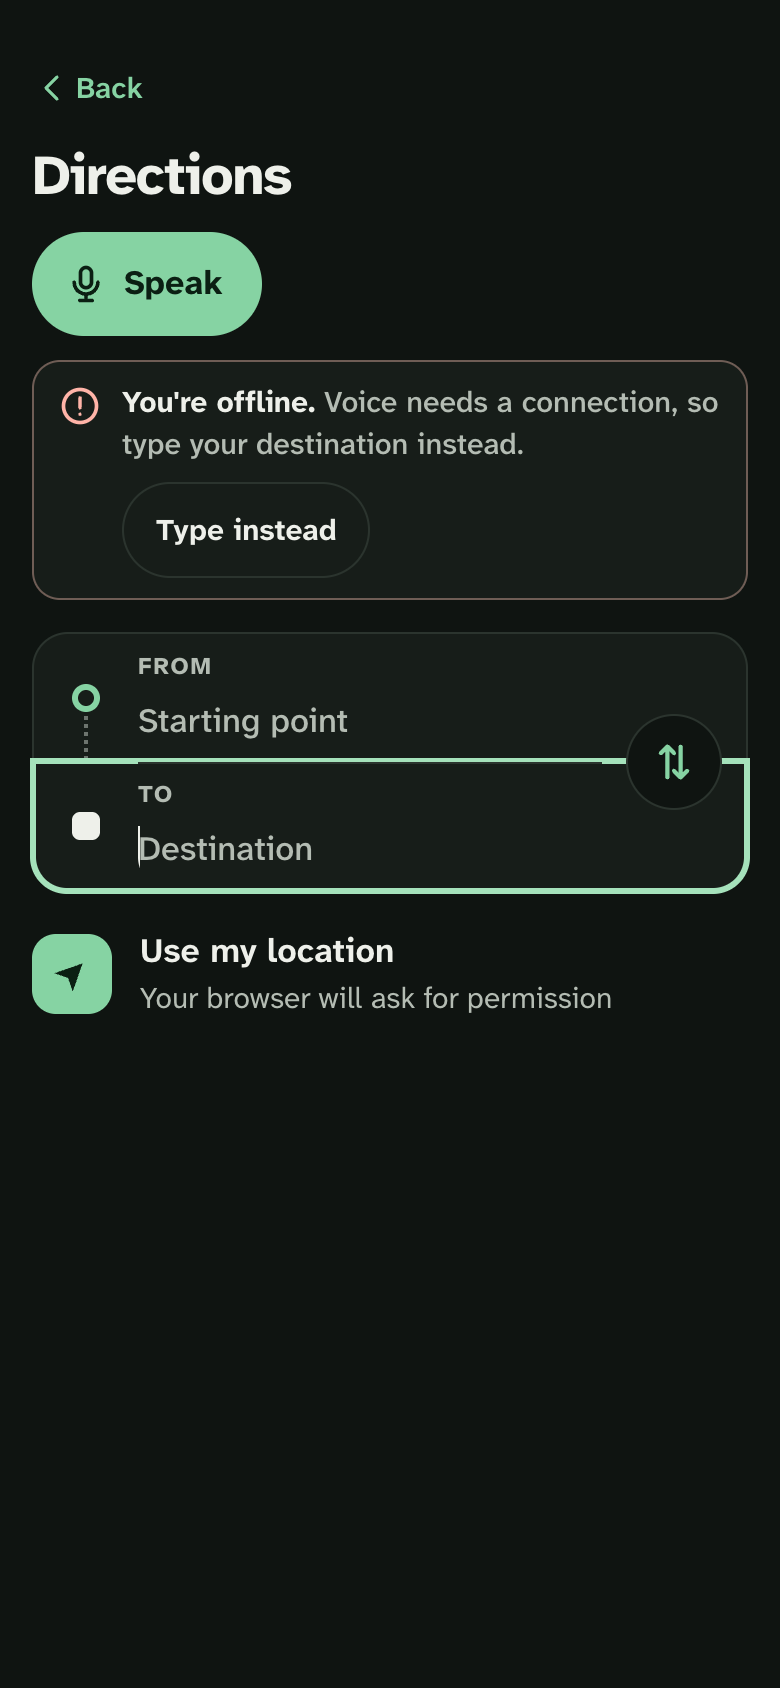 Back
Directions
Speak
You're offline. Voice needs a connection, so
type your destination instead.
Type instead
FROM
Starting point
TO
Destination
Use my location
Your browser will ask for permission